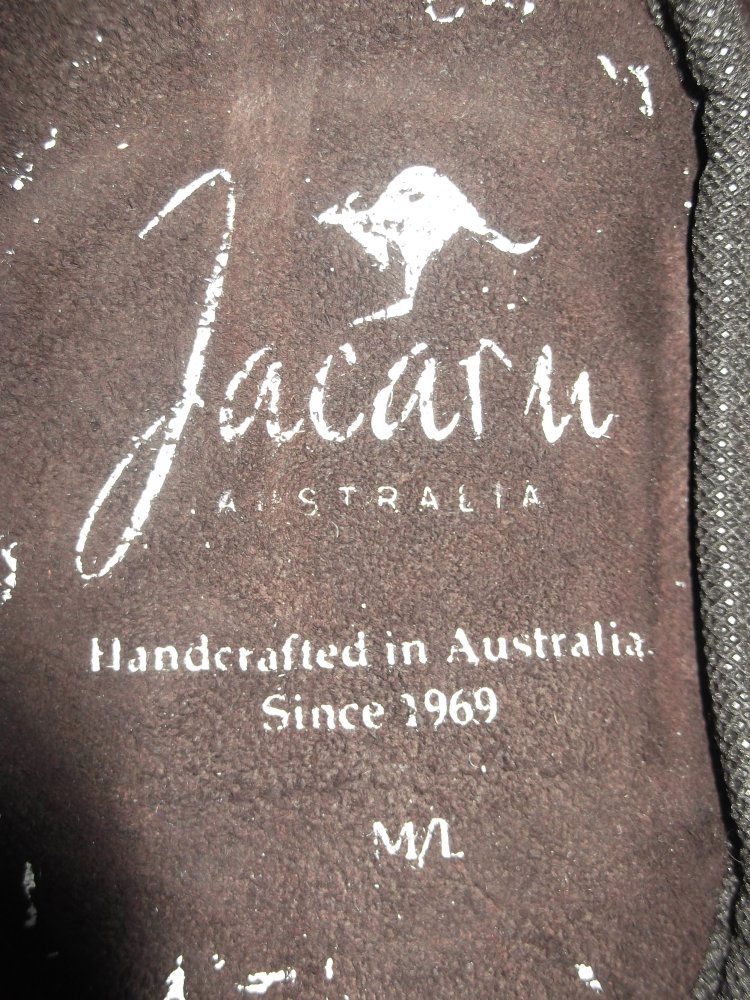 Jacaru
AUSTRALIA
Handcrafted in Australia.
Since 1969
M/L